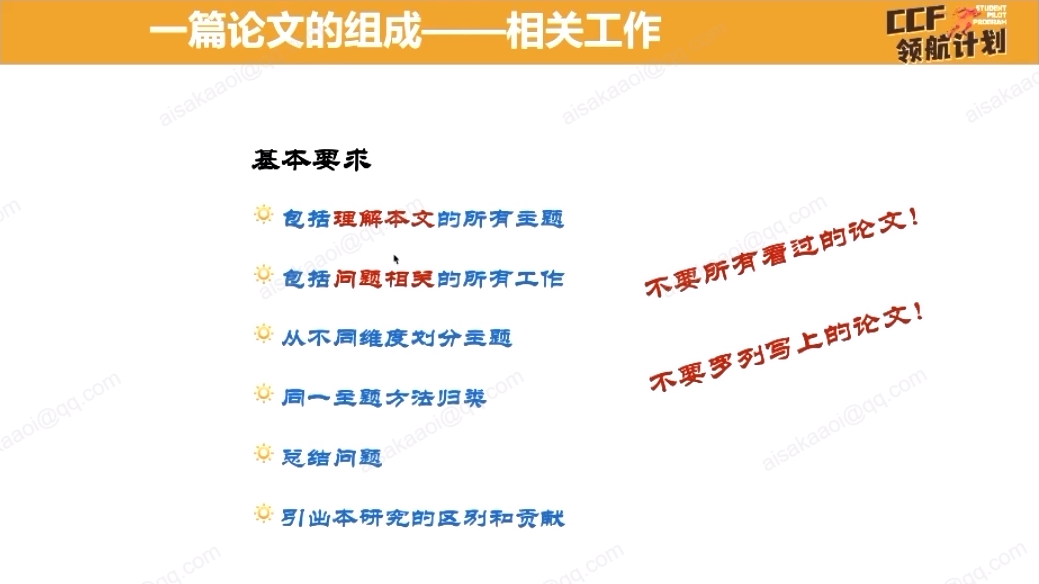 一篇论文的组成——相关工作
CCF
STUDENT
PILOT
PROGRAM
领航计划
基本要求
包括理解本文的所有主题
包括问题相关的所有工作
从不同维度划分主题
同一主题方法归类
总结问题
引出本研究的区别和贡献
不要所有看过的论文！
不要罗列写上的论文！
aisakaaoi@qq.com